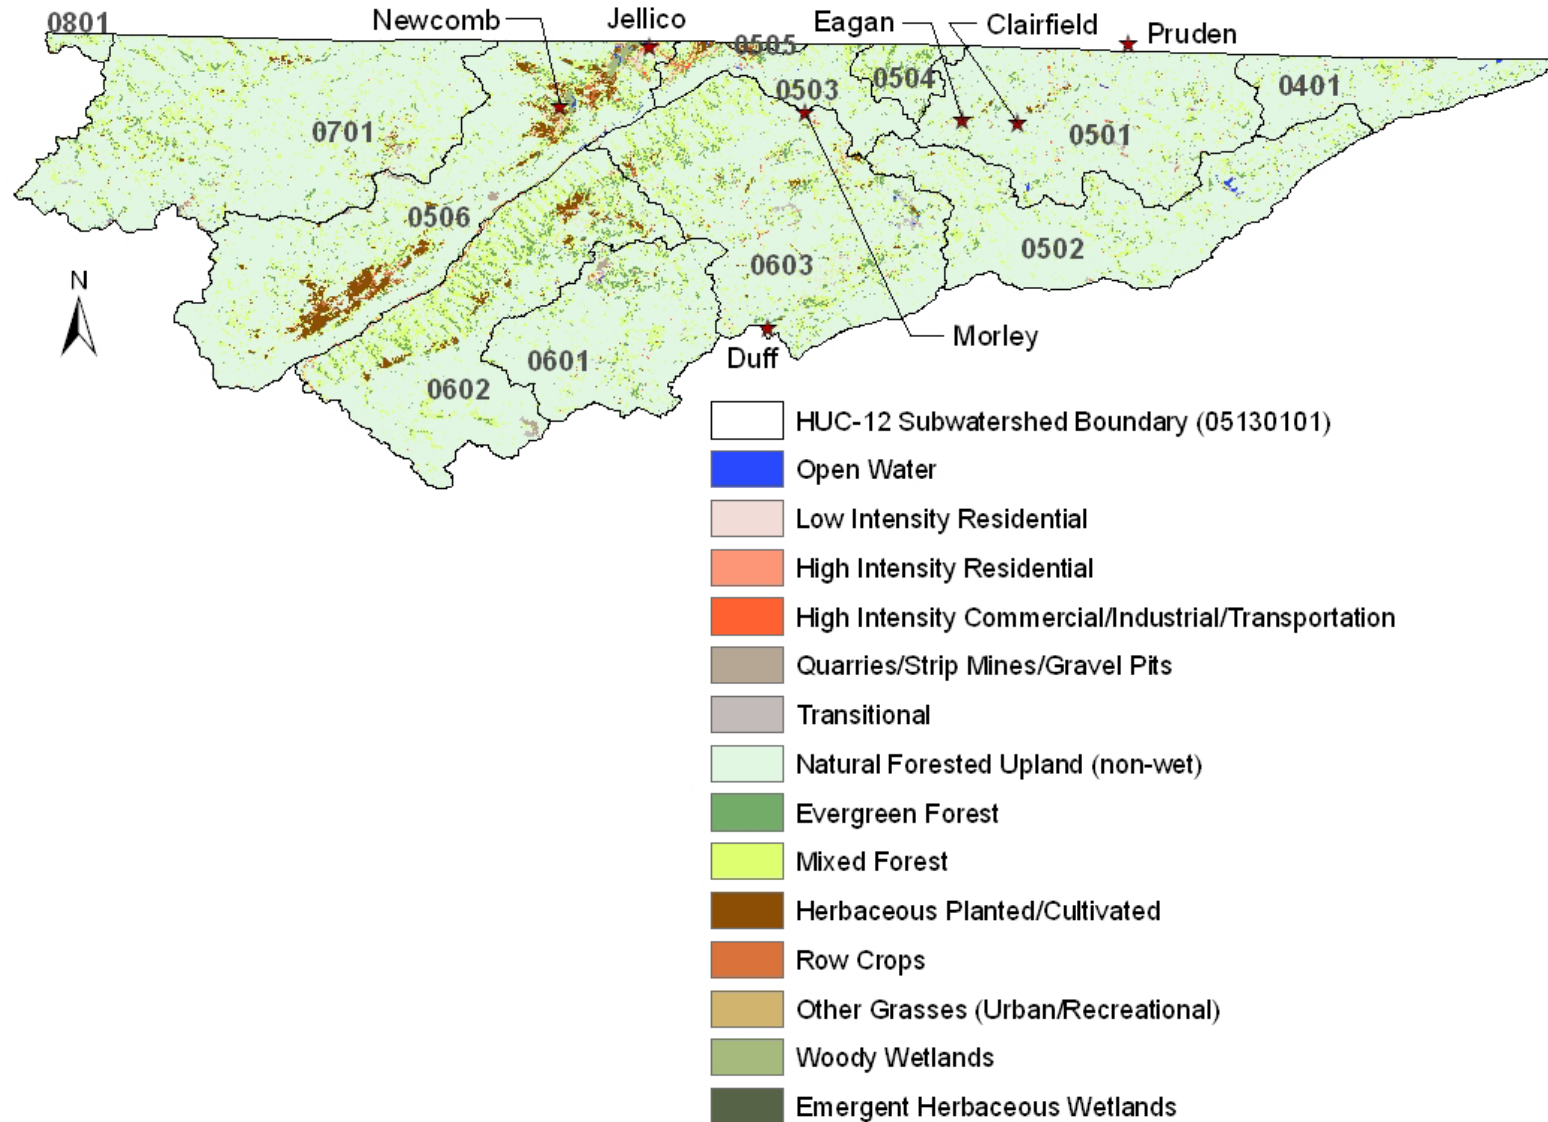 0801
Newcomb
Jellico
Eagan
Clairfield
Pruden
0505
0504
0503
0401
0701
0501
0506
0502
0603
Morley
N
Duff
0601
0602
HUC-12 Subwatershed Boundary (05130101)
Open Water
Low Intensity Residential
High Intensity Residential
High Intensity Commercial/Industrial/Transportation
Quarries/Strip Mines/Gravel Pits
Transitional
Natural Forested Upland (non-wet)
Evergreen Forest
Mixed Forest
Herbaceous Planted/Cultivated
Row Crops
Other Grasses (Urban/Recreational)
Woody Wetlands
Emergent Herbaceous Wetlands